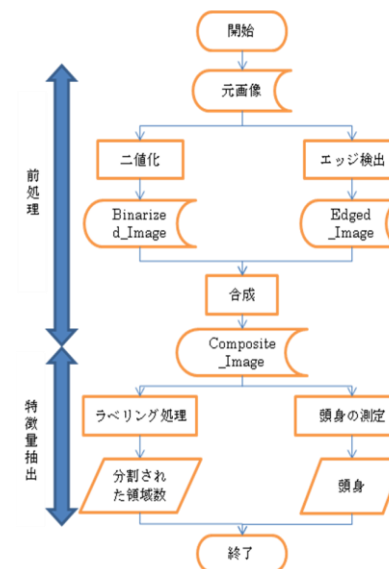 開始
元画像
二値化
エッジ検出
Binarize
d_Image
Edged
_Image
合成
Composite
_Image
ラベリング処理
頭身の測定
分割され
た領域数
頭身
終了
前処理
特徴量抽出